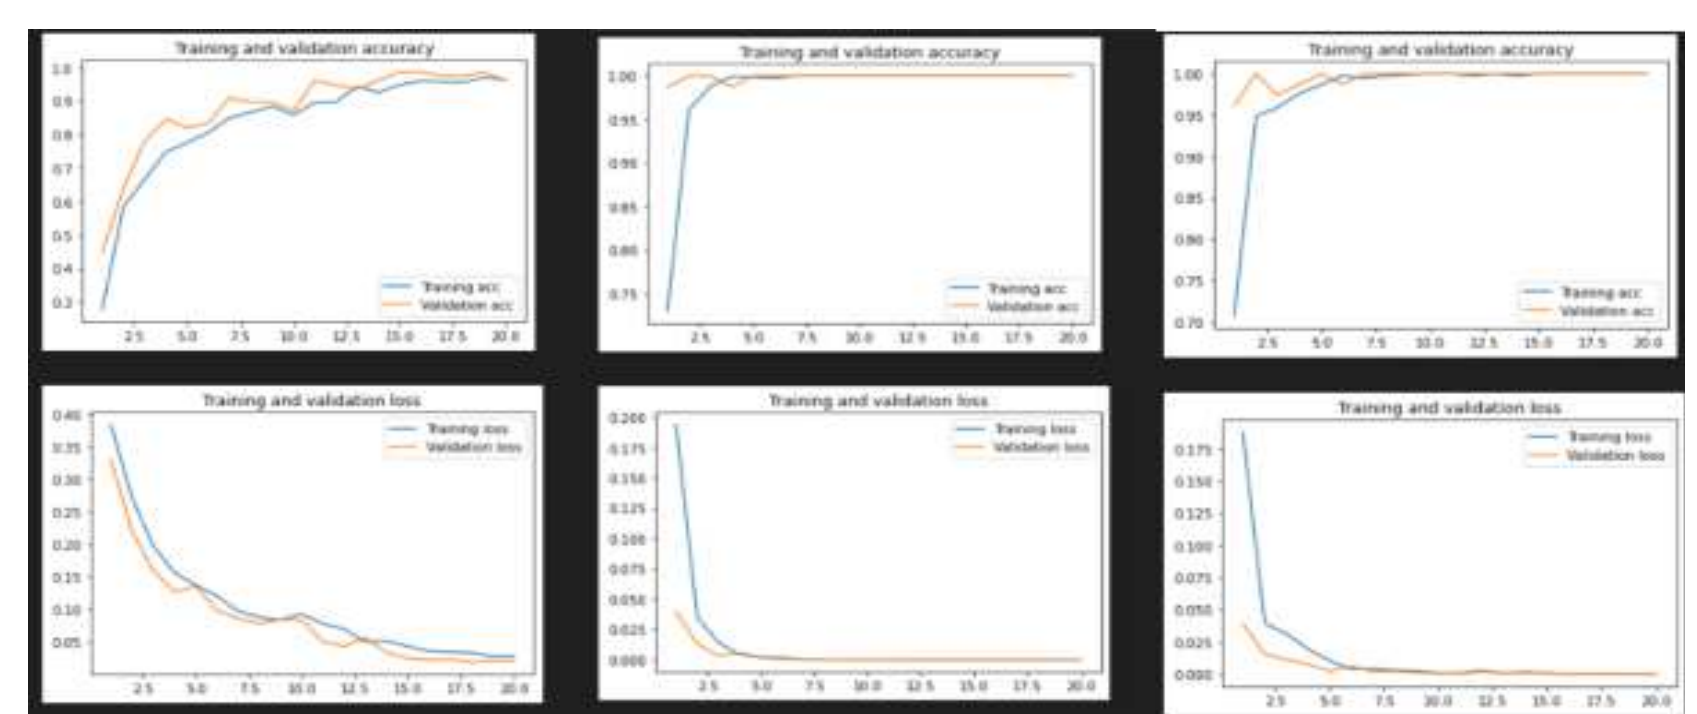 Training and validation accuracy
1.0
0.9
0.8
0.7
0.6
0.5
0.4
0.3
Training acc
Validation acc
2.5 5.0 7.5 10.0 12.5 15.0 17.5 20.0
Training and validation accuracy
1.00
0.95
0.90
0.85
0.80
0.75
Training acc
Validation acc
2.5 5.0 7.5 10.0 12.5 15.0 17.5 20.0
Training and validation accuracy
1.00
0.95
0.90
0.85
0.80
0.75
0.70
Training acc
Validation acc
2.5 5.0 7.5 10.0 12.5 15.0 17.5 20.0
Training and validation loss
0.40
0.35
0.30
0.25
0.20
0.15
0.10
0.05
Training loss
Validation loss
2.5 5.0 7.5 10.0 12.5 15.0 17.5 20.0
Training and validation loss
0.200
0.175
0.150
0.125
0.100
0.075
0.050
0.025
0.000
Training loss
Validation loss
2.5 5.0 7.5 10.0 12.5 15.0 17.5 20.0
Training and validation loss
0.175
0.150
0.125
0.100
0.075
0.050
0.025
0.000
Training loss
Validation loss
2.5 5.0 7.5 10.0 12.5 15.0 17.5 20.0